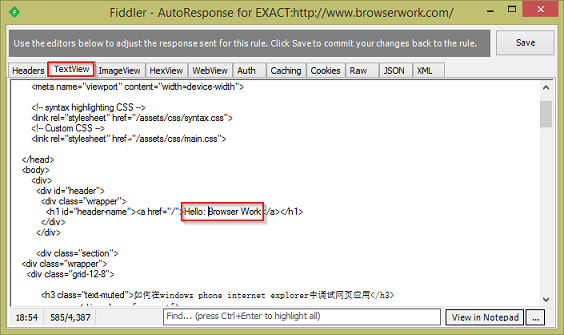 Fiddler - AutoResponse for EXACT:http://www.browserwork.com/
Use the editors below to adjust the response sent for this rule. Click Save to commit your changes back to the rule.
Save
Headers TextView ImageView HexView WebView Auth Caching Cookies Raw JSON XML
<meta name="viewport" content="width=device-width">
<!-- syntax highlighting CSS -->
<link rel="stylesheet" href="/assets/css/syntax.css">
<!-- Custom CSS -->
<link rel="stylesheet" href="/assets/css/main.css">
</head>
<body>
<div>
<div id="header">
<div class="wrapper">
<h1 id="header-name"><a href="/">Hello: Browser Work</a></h1>
</div>
</div>
<div class="section">
<div class="wrapper">
<div class="grid-12-8">
<h3 class="text-muted">如何在windows phone internet explorer中调试网页应用</h3>
18:54 585/4,387 Find... (press Ctrl+Enter to highlight all) View in Notepad ...